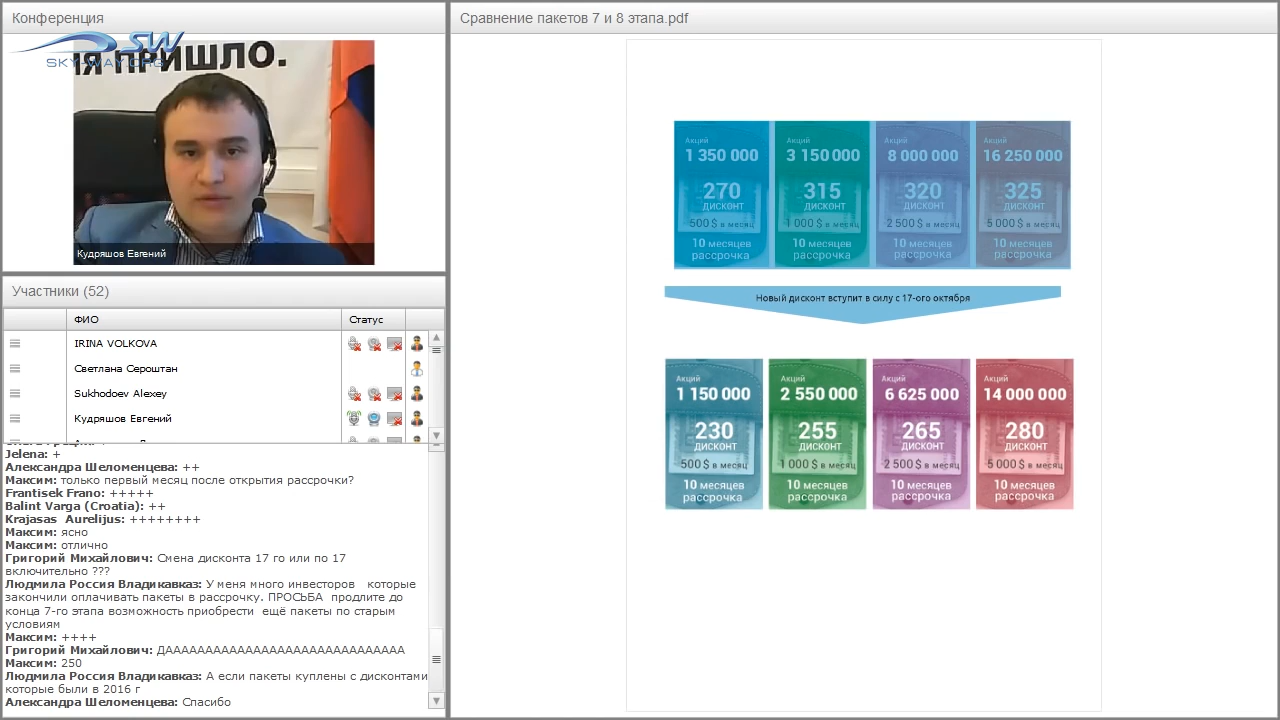 Конференция
SW
SKY-WAY.ORG
ПРИШЛО.
Кудряшов Евгений
Участники (52)
ФИО
Статус
IRINA VOLKOVA
Светлана Сероштан
Sukhodoev Alexey
Кудряшов Евгений
Jelena: +
Александра Шеломенцева: ++
Максим: только первый месяц после открытия рассрочки?
Frantisek Frano: +++++
Balint Varga (Croatia): ++
Krajasas Aurelijus: ++++++++
Максим: ясно
Максим: отлично
Григорий Михайлович: Смена дисконта 17 го или по 17
включительно ???
Людмила Россия Владикавказ: У меня много инвесторов которые
закончили оплачивать пакеты в рассрочку. ПРОСЬБА продлите до
конца 7-го этапа возможность приобрести ещё пакеты по старым
условиям
Максим: ++++
Григорий Михайлович: ДАААААААААААААААААААААААААААААА
Максим: 250
Людмила Россия Владикавказ: А если пакеты куплены с дисконтами
которые были в 2016 г
Александра Шеломенцева: Спасибо
Сравнение пакетов 7 и 8 этапа.pdf
Акций
1 350 000
270
ДИСКОНТ
500 $ в месяц
10 месяцев
рассрочка
Акций
3 150 000
315
ДИСКОНТ
1 000 $ в месяц
10 месяцев
рассрочка
Акций
8 000 000
320
ДИСКОНТ
2 500 $ в месяц
10 месяцев
рассрочка
Акций
16 250 000
325
ДИСКОНТ
5 000 $ в месяц
10 месяцев
рассрочка
Новый дисконт вступит в силу с 17-ого октября
Акций
1 150 000
230
ДИСКОНТ
500 $ в месяц
10 месяцев
рассрочка
Акций
2 550 000
255
ДИСКОНТ
1 000 $ в месяц
10 месяцев
рассрочка
Акций
6 625 000
265
ДИСКОНТ
2 500 $ в месяц
10 месяцев
рассрочка
Акций
14 000 000
280
ДИСКОНТ
5 000 $ в месяц
10 месяцев
рассрочка